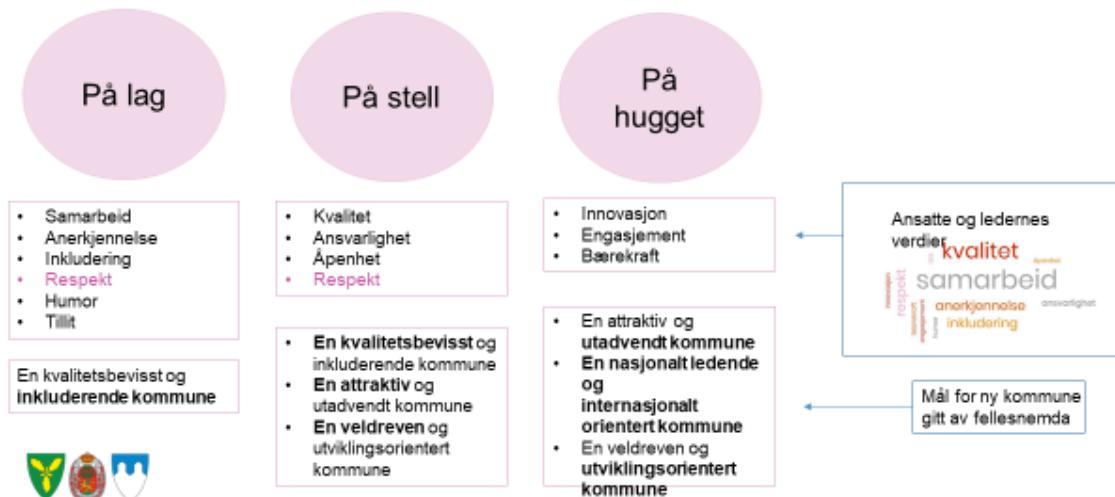 På lag
På stell
På
hugget
• Samarbeid
• Anerkjennelse
• Inkludering
• Respekt
• Humor
• Tillit
• Kvalitet
• Ansvarlighet
• Åpenhet
• Respekt
• Innovasjon
• Engasjement
• Bærekraft
Ansatte og ledernes
verdier
kvalitet
åpenhet
samarbeid
respekt
anerkjennelse
ansvarlighet
inkludering
humor
En kvalitetsbevisst og
inkluderende kommune
• En kvalitetsbevisst og
inkluderende kommune
• En attraktiv og
utadvendt kommune
• En veldreven og
utviklingsorientert
kommune
• En attraktiv og
utadvendt kommune
• En nasjonalt ledende
og
internasjonalt
orientert kommune
• En veldreven og
utviklingsorientert
kommune
Mål for ny kommune
gitt av fellesnemda